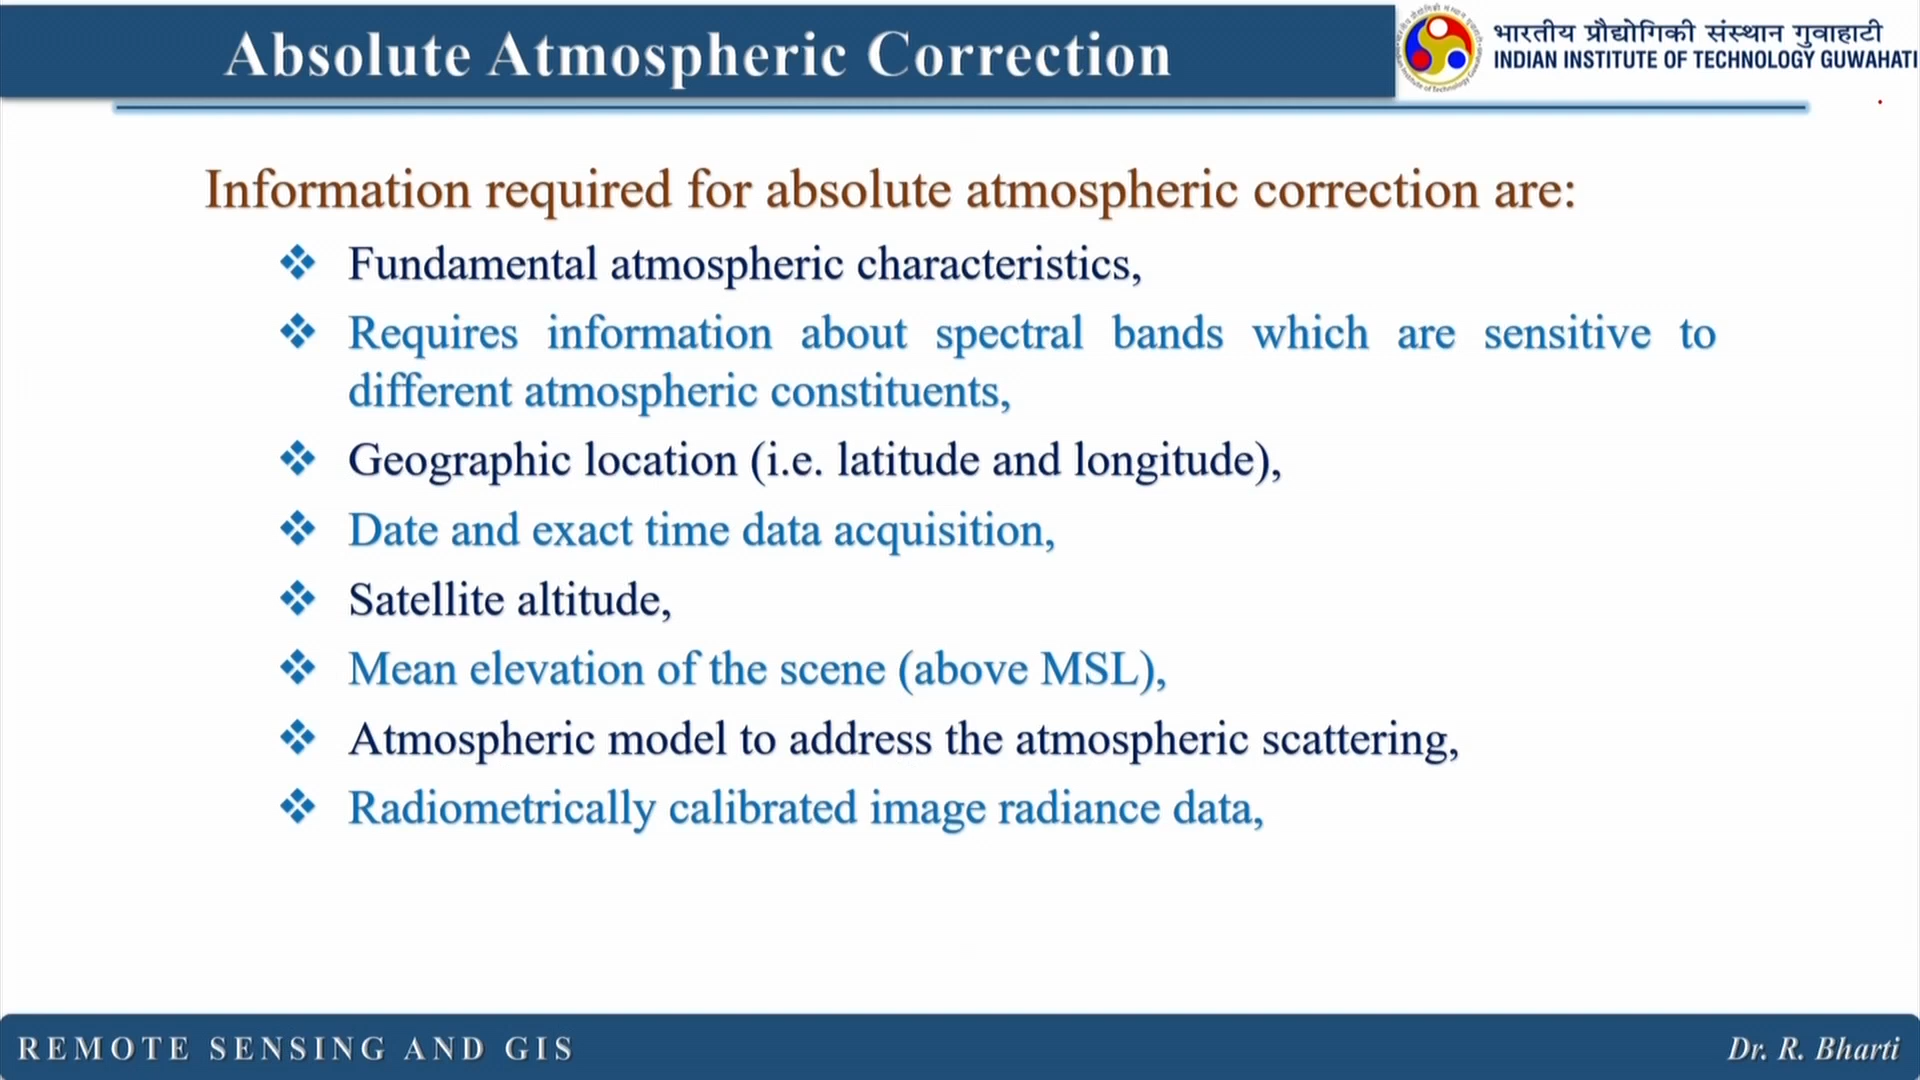 Absolute Atmospheric Correction
भारतीय प्रौद्योगिकी संस्थान गुवाहाटी
INDIAN INSTITUTE OF TECHNOLOGY GUWAHATI
Information required for absolute atmospheric correction are:
Fundamental atmospheric characteristics,
Requires information about spectral bands which are sensitive to
different atmospheric constituents,
Geographic location (i.e. latitude and longitude),
Date and exact time data acquisition,
Satellite altitude,
Mean elevation of the scene (above MSL),
Atmospheric model to address the atmospheric scattering,
Radiometrically calibrated image radiance data,
REMOTE SENSING AND GIS
Dr. R. Bharti